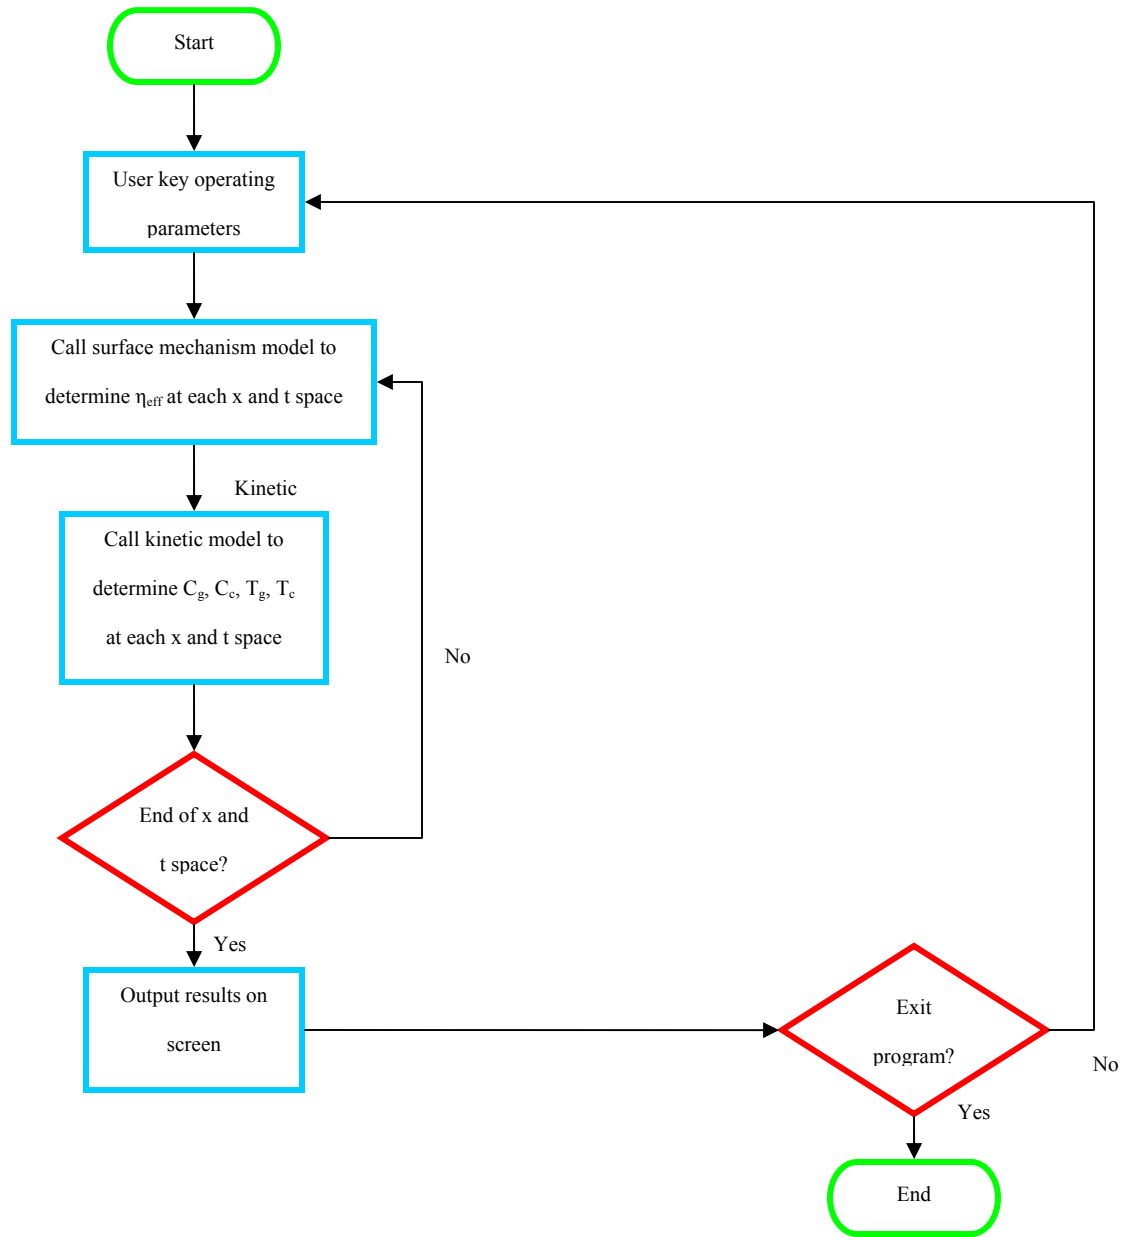 Start
User key operating
parameters
Call surface mechanism model to
determine ηeff at each x and t space
Kinetic
Call kinetic model to
determine Cg, Cc, Tg, Tc
at each x and t space
No
End of x and
t space?
Yes
Output results on
screen
Exit
program?
No
Yes
End